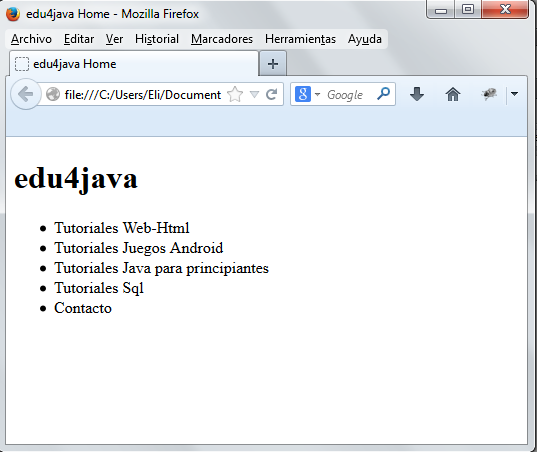 edu4java Home - Mozilla Firefox
Archivo Editar Ver Historial Marcadores Herramientas Ayuda
edu4java Home
file:///C:/Users/Eli/Document
Google
edu4java
Tutoriales Web-Html
Tutoriales Juegos Android
Tutoriales Java para principiantes
Tutoriales Sql
Contacto